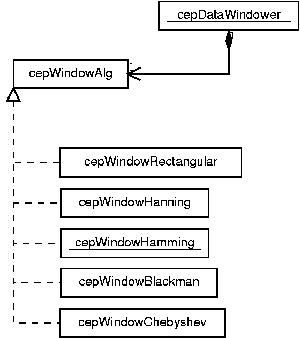 cepDataWindower
cepWindowAlg
cepWindowRectangular
cepWindowHanning
cepWindowHamming
cepWindowBlackman
cepWindowChebyshev